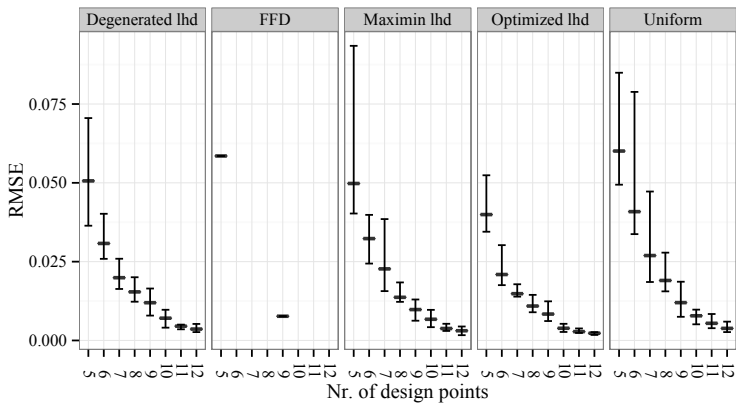 Degenerated lhd FFD Maximin lhd Optimized lhd Uniform
RMSE
0.075
0.050
0.025
0.000
5 6 7 8 9 10 11 12 5 6 7 8 9 10 11 12 5 6 7 8 9 10 11 12 5 6 7 8 9 10 11 12 5 6 7 8 9 10 11 12
Nr. of design points